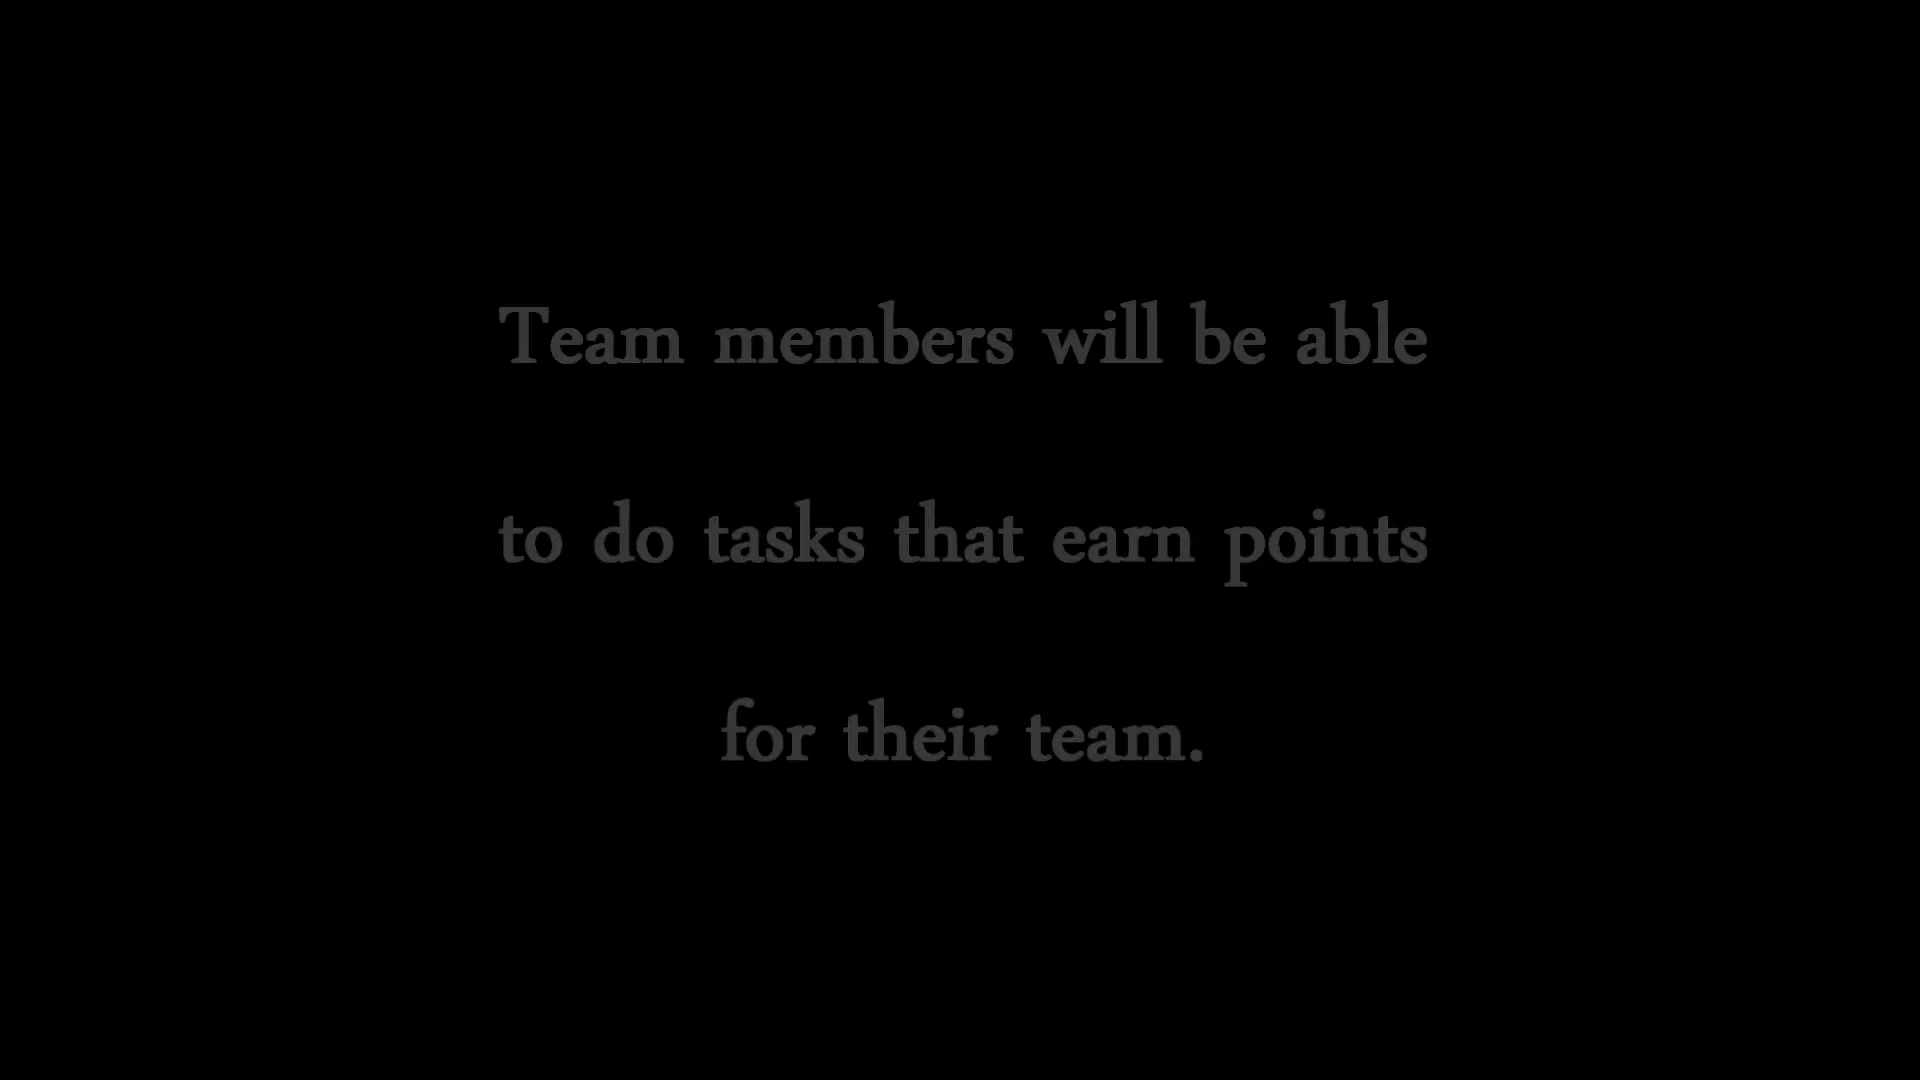 Team members will be able
to do tasks that earn points
for their team.